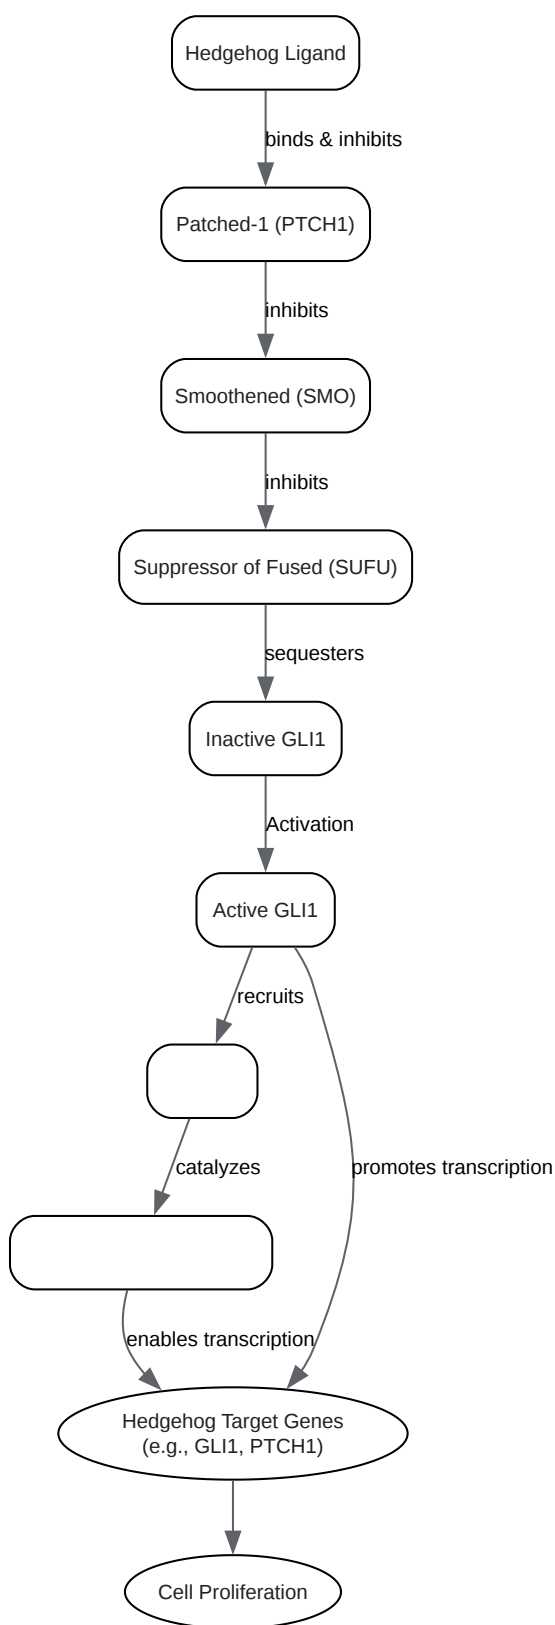 Hedgehog Ligand
binds & inhibits
Patched-1 (PTCH1)
inhibits
Smoothened (SMO)
inhibits
Suppressor of Fused (SUFU)
sequesters
Inactive GLI1
Activation
Active GLI1
recruits
catalyzes
promotes transcription
enables transcription
Hedgehog Target Genes
(e.g., GLI1, PTCH1)
Cell Proliferation